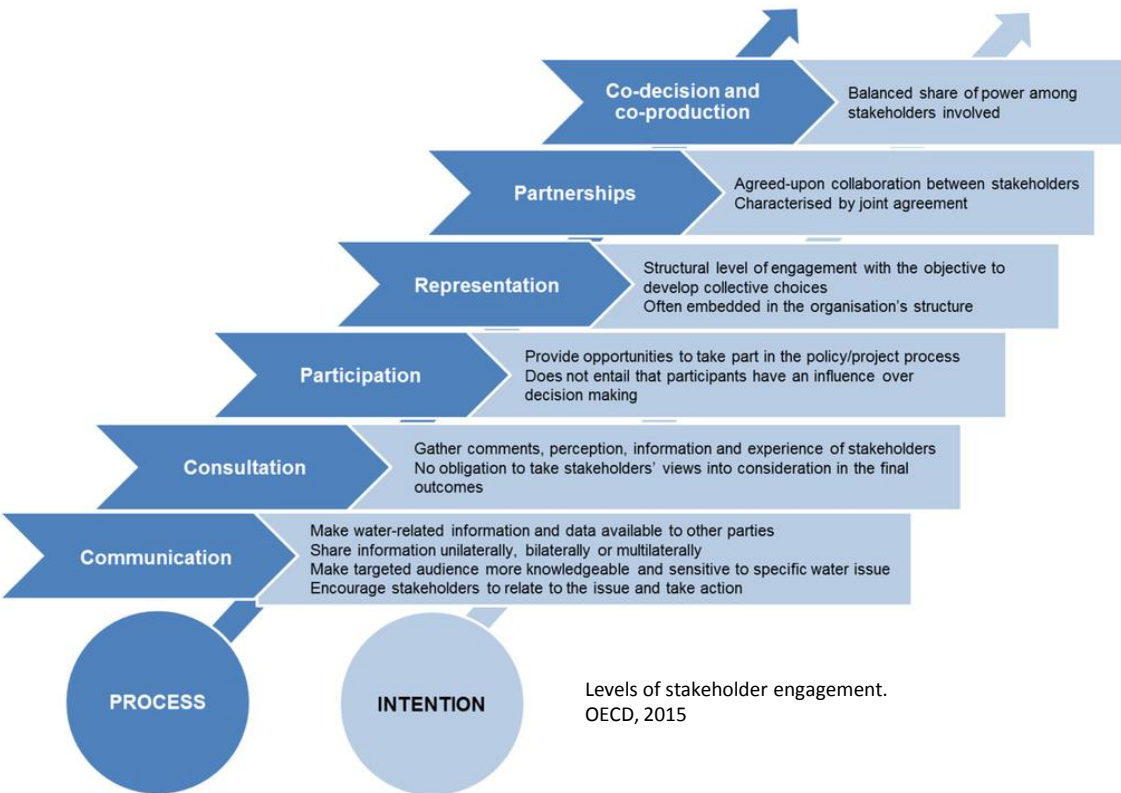 Co-decision and
co-production
Balanced share of power among
stakeholders involved
Partnerships
Agreed-upon collaboration between stakeholders
Characterised by joint agreement
Representation
Structural level of engagement with the objective to
develop collective choices
Often embedded in the organisation's structure
Participation
Provide opportunities to take part in the policy/project process
Does not entail that participants have an influence over
decision making
Consultation
Gather comments, perception, information and experience of stakeholders
No obligation to take stakeholders' views into consideration in the final
outcomes
Communication
Make water-related information and data available to other parties
Share information unilaterally, bilaterally or multilaterally
Make targeted audience more knowledgeable and sensitive to specific water issue
Encourage stakeholders to relate to the issue and take action
PROCESS
INTENTION
Levels of stakeholder engagement.
OECD, 2015